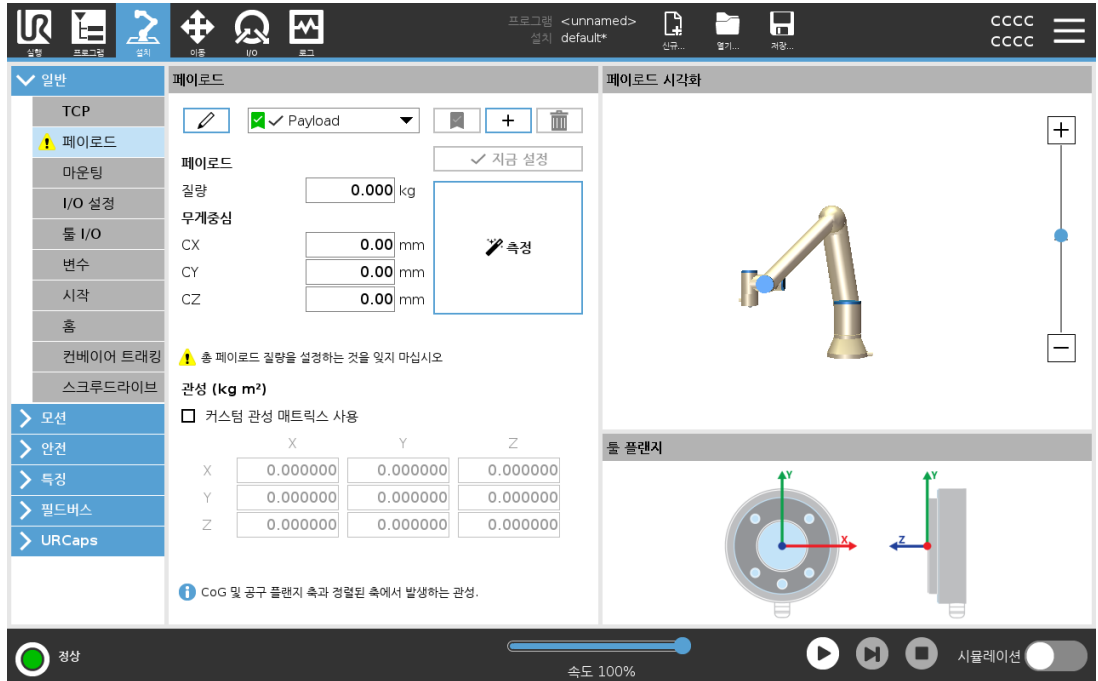 UR
실행
프로그램
설치
이동
I/O
로그
프로그램 <unnamed>
설치 default*
신규...
열기...
저장...
cccc
cccc
일반
TCP
페이로드
마운팅
I/O 설정
툴 I/O
변수
시작
홈
컨베이어 트래킹
스크루드라이브
모션
안전
특징
필드버스
URCaps
페이로드
Payload
지금 설정
페이로드
질량 0.000 kg
무게중심
CX 0.00 mm
CY 0.00 mm
CZ 0.00 mm
측정
총 페이로드 질량을 설정하는 것을 잊지 마십시오
관성 (kg m²)
커스텀 관성 매트릭스 사용
X Y Z
X 0.000000 0.000000 0.000000
Y 0.000000 0.000000 0.000000
Z 0.000000 0.000000 0.000000
CoG 및 공구 플랜지 축과 정렬된 축에서 발생하는 관성.
페이로드 시각화
툴 플랜지
Y
X
Y
Z
정상
속도 100%
시뮬레이션